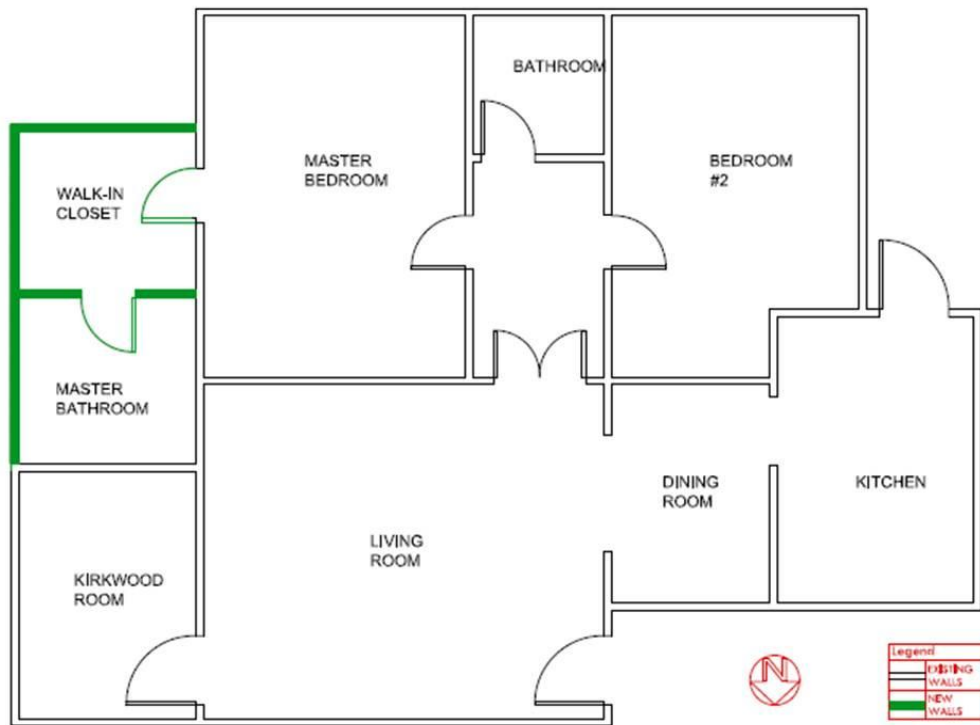 BATHROOM
MASTER
BEDROOM
BEDROOM
#2
WALK-IN
CLOSET
MASTER
BATHROOM
DINING
ROOM
KITCHEN
LIVING
ROOM
KIRKWOOD
ROOM
N
Legend
EXISTING
WALLS
NEW
WALLS